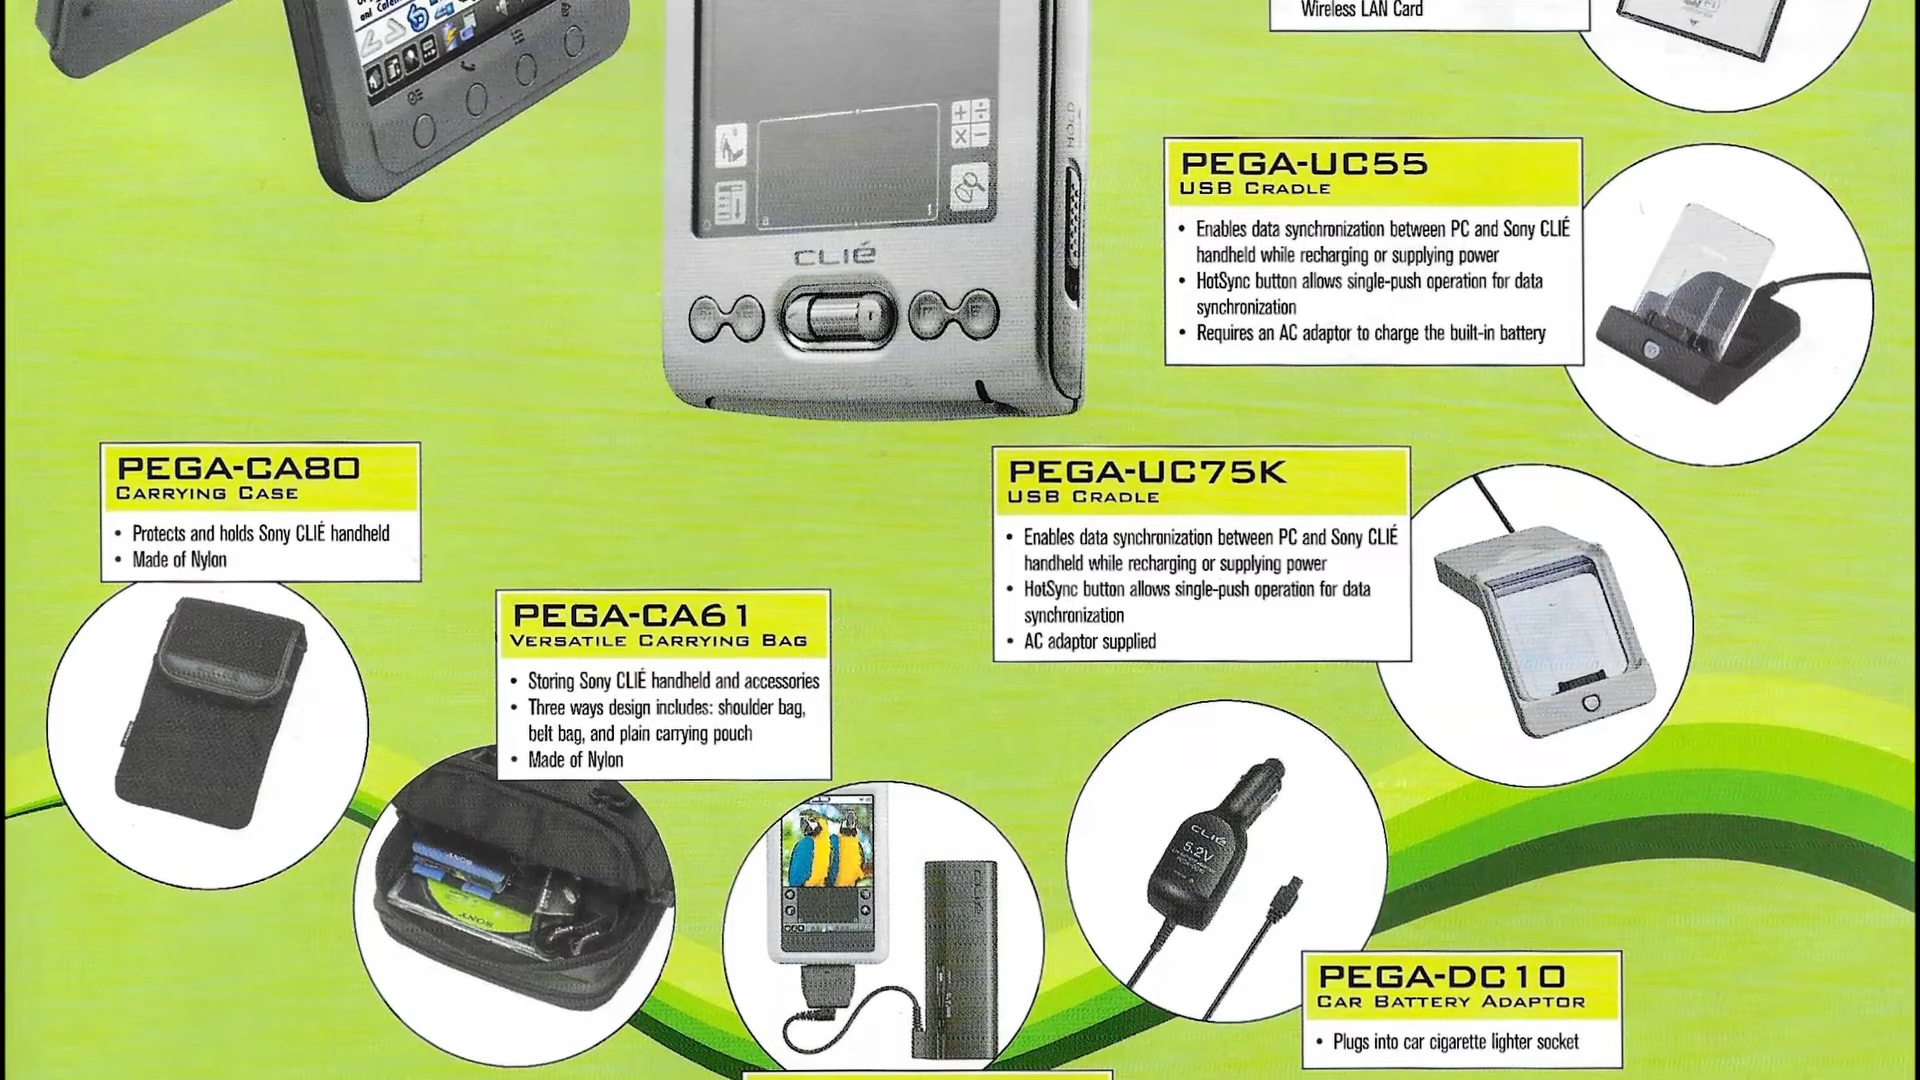 and Calen
Wireless LAN Card
HOLD
PEGA-UC55
USB CRADLE
• Enables data synchronization between PC and Sony CLIÉ
handheld while recharging or supplying power
• HotSync button allows single-push operation for data
synchronization
• Requires an AC adaptor to charge the built-in battery
CLIÉ
PEGA-CA80
CARRYING CASE
• Protects and holds Sony CLIÉ handheld
• Made of Nylon
PEGA-UC75K
USB CRADLE
• Enables data synchronization between PC and Sony CLIÉ
handheld while recharging or supplying power
• HotSync button allows single-push operation for data
synchronization
• AC adaptor supplied
PEGA-CA61
VERSATILE CARRYING BAG
• Storing Sony CLIÉ handheld and accessories
• Three ways design includes: shoulder bag,
belt bag, and plain carrying pouch
• Made of Nylon
SONY
SONY
CLIÉ
CLIÉ
5.2V
PEGA-DC10
CAR BATTERY ADAPTOR
• Plugs into car cigarette lighter socket